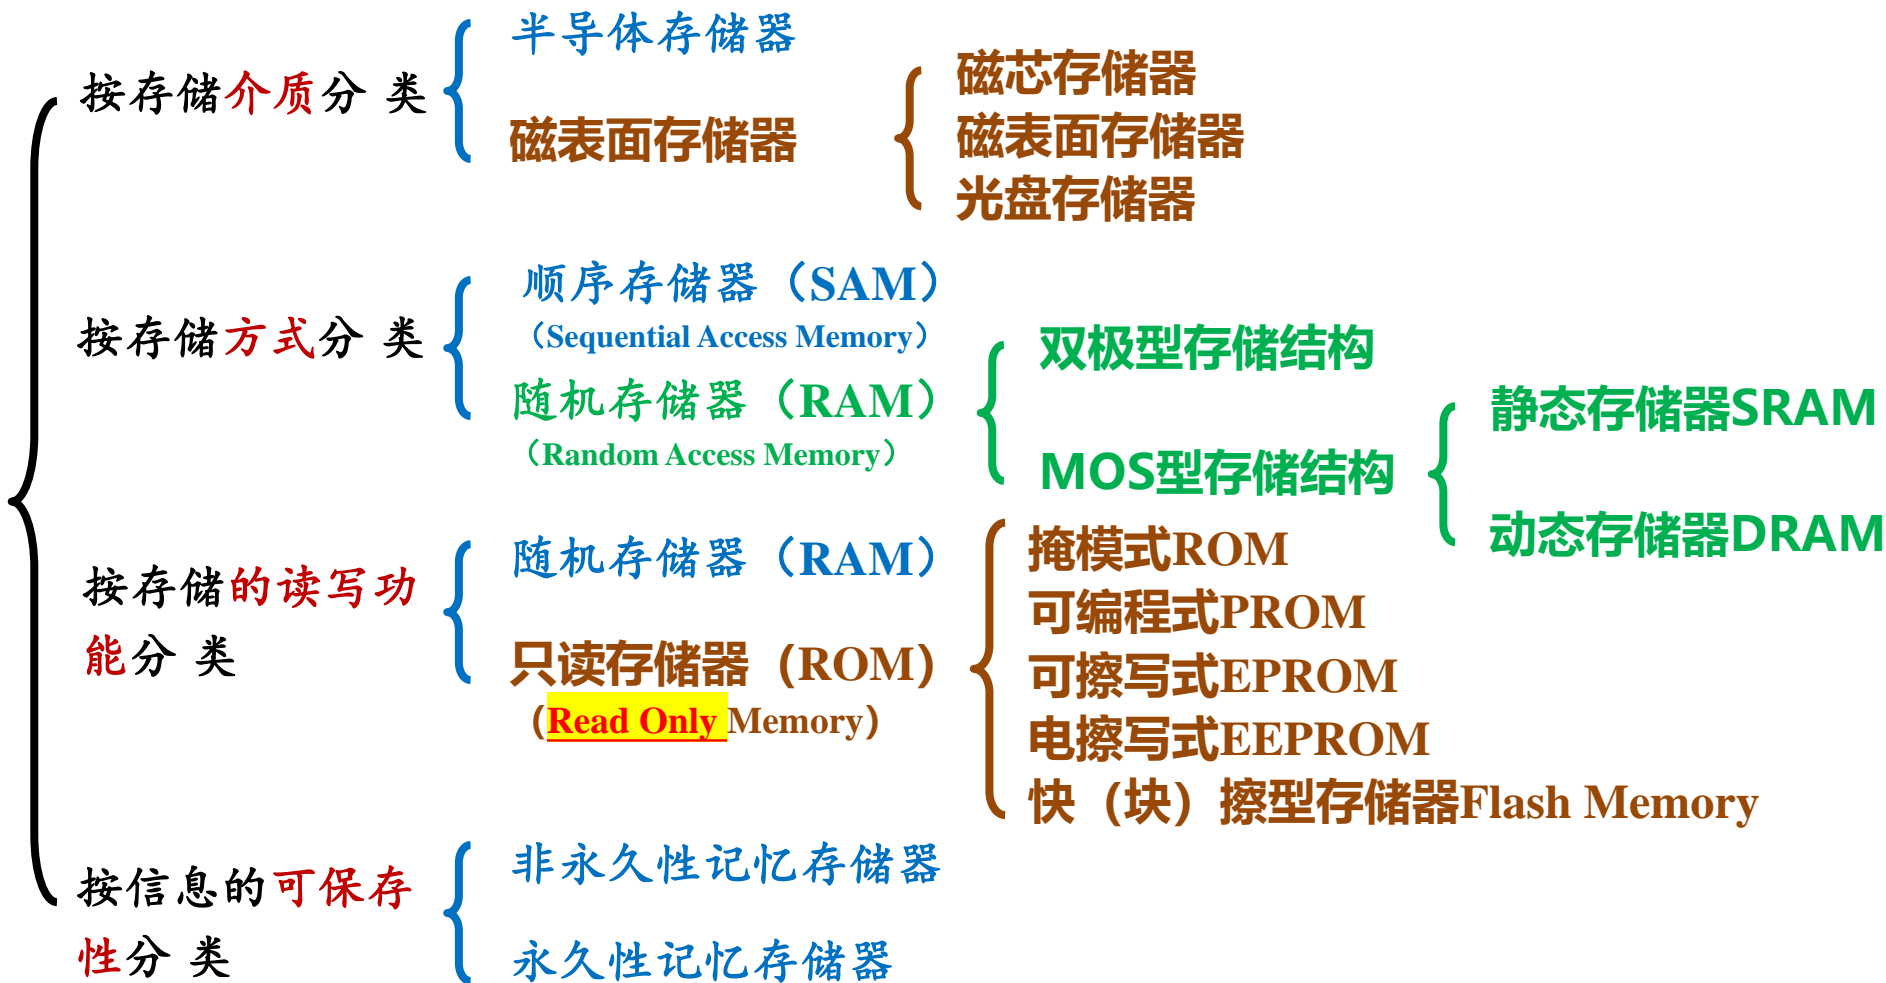 按存储介质分 类
半导体存储器
磁表面存储器
磁芯存储器
磁表面存储器
光盘存储器
按存储方式分 类
顺序存储器（SAM）
（Sequential Access Memory）
随机存储器（RAM）
（Random Access Memory）
双极型存储结构
MOS型存储结构
静态存储器SRAM
动态存储器DRAM
按存储的读写功
能分 类
随机存储器（RAM）
只读存储器（ROM）
（Read Only Memory）
掩模式ROM
可编程式PROM
可擦写式EPROM
电擦写式EEPROM
快（块）擦型存储器Flash Memory
按信息的可保存
性分 类
非永久性记忆存储器
永久性记忆存储器